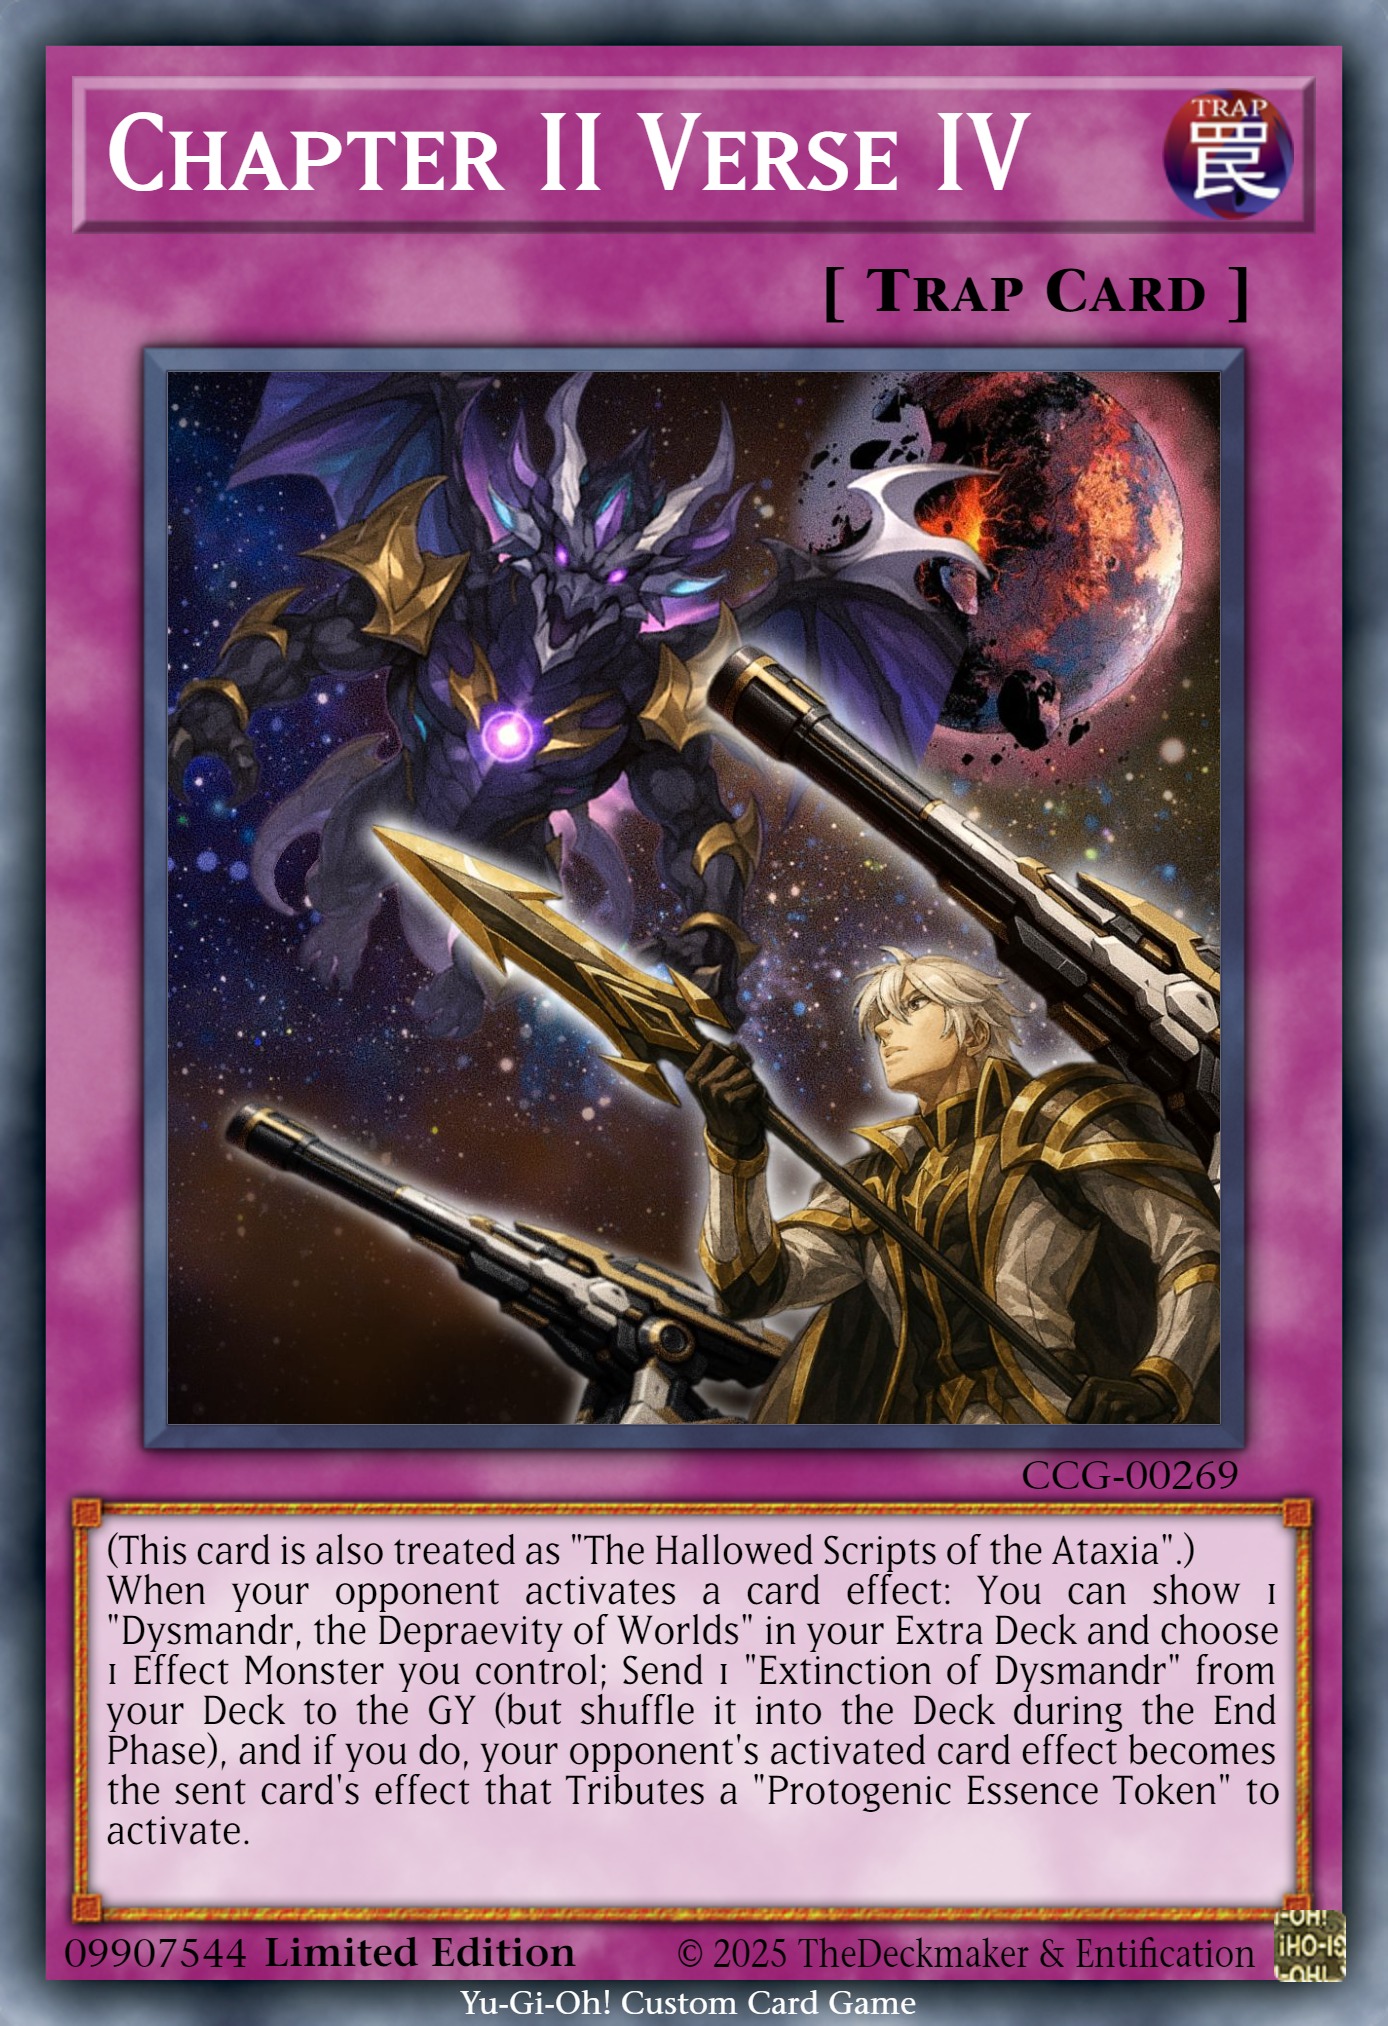 Chapter II Verse IV
TRAP
罠
[ Trap Card ]
CCG-00269
(This card is also treated as "The Hallowed Scripts of the Ataxia".)
When your opponent activates a card effect: You can show 1
"Dysmandr, the Depraevity of Worlds" in your Extra Deck and choose
1 Effect Monster you control; Send 1 "Extinction of Dysmandr" from
your Deck to the GY (but shuffle it into the Deck during the End
Phase), and if you do, your opponent's activated card effect becomes
the sent card's effect that Tributes a "Protogenic Essence Token" to
activate.
09907544 Limited Edition
© 2025 TheDeckmaker & Entification
Yu-Gi-Oh! Custom Card Game